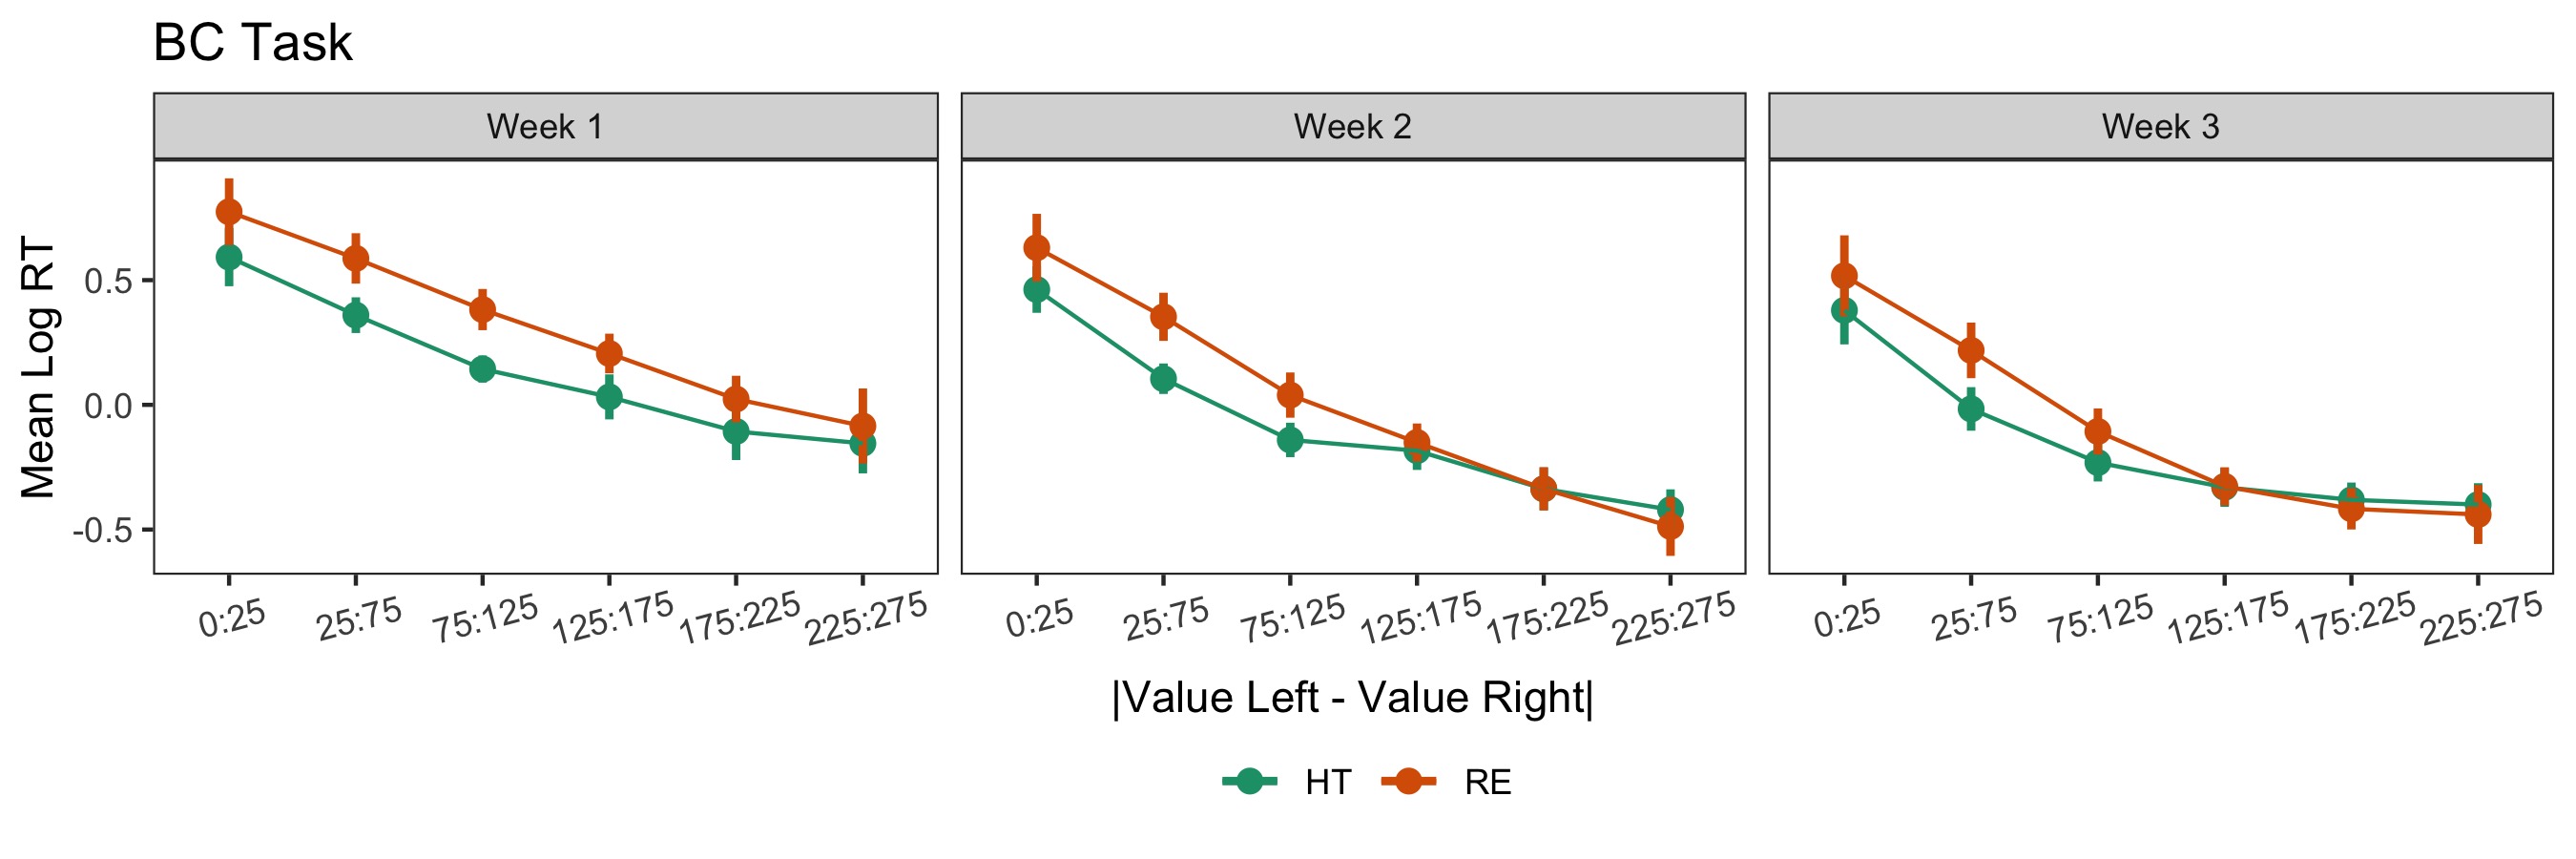 BC Task
Week 1 Week 2 Week 3
Mean Log RT
0.5
0.0
-0.5
0:25 25:75 75:125 125:175 175:225 225:275 0:25 25:75 75:125 125:175 175:225 225:275 0:25 25:75 75:125 125:175 175:225 225:275
|Value Left - Value Right|
HT RE